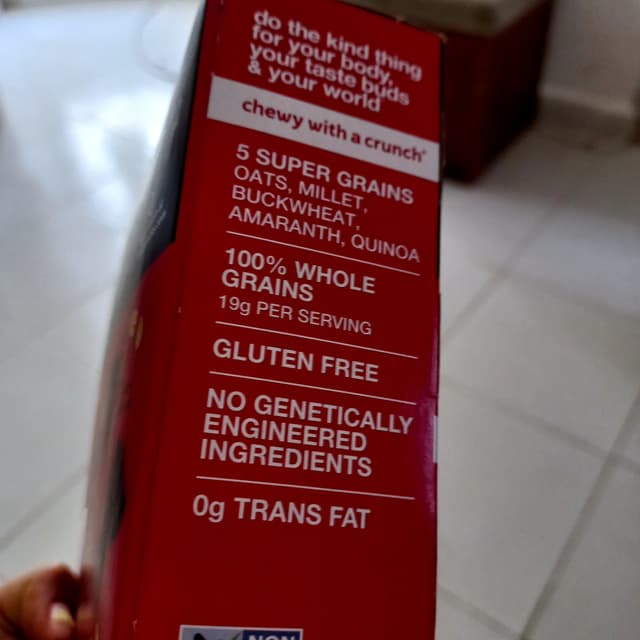 do the kind thing
for your body,
your taste buds
& your world
chewy with a crunch®
5 SUPER GRAINS
OATS, MILLET,
BUCKWHEAT,
AMARANTH, QUINOA
100% WHOLE
GRAINS
19g PER SERVING
GLUTEN FREE
NO GENETICALLY
ENGINEERED
INGREDIENTS
0g TRANS FAT
NON